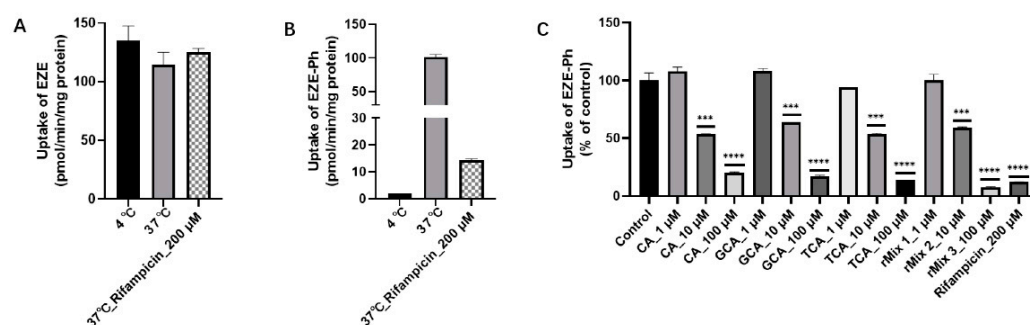 A
Uptake of EZE
(pmol/min/mg protein)
150
100
50
0
4℃
37℃
37℃_Rifampicin_200 μM
B
Uptake of EZE-Ph
(pmol/min/mg protein)
150
100
50
30
20
10
0
4℃
37℃
37℃_Rifampicin_200 μM
C
Uptake of EZE-Ph
(% of control)
150
100
50
0
***
****
***
****
***
****
***
****
****
Control
CA_1 μM
CA_10 μM
CA_100 μM
GCA_1 μM
GCA_10 μM
GCA_100 μM
TCA_1 μM
TCA_10 μM
TCA_100 μM
rMix 1_1 μM
rMix 2_10 μM
rMix 3_100 μM
Rifampicin_200 μM